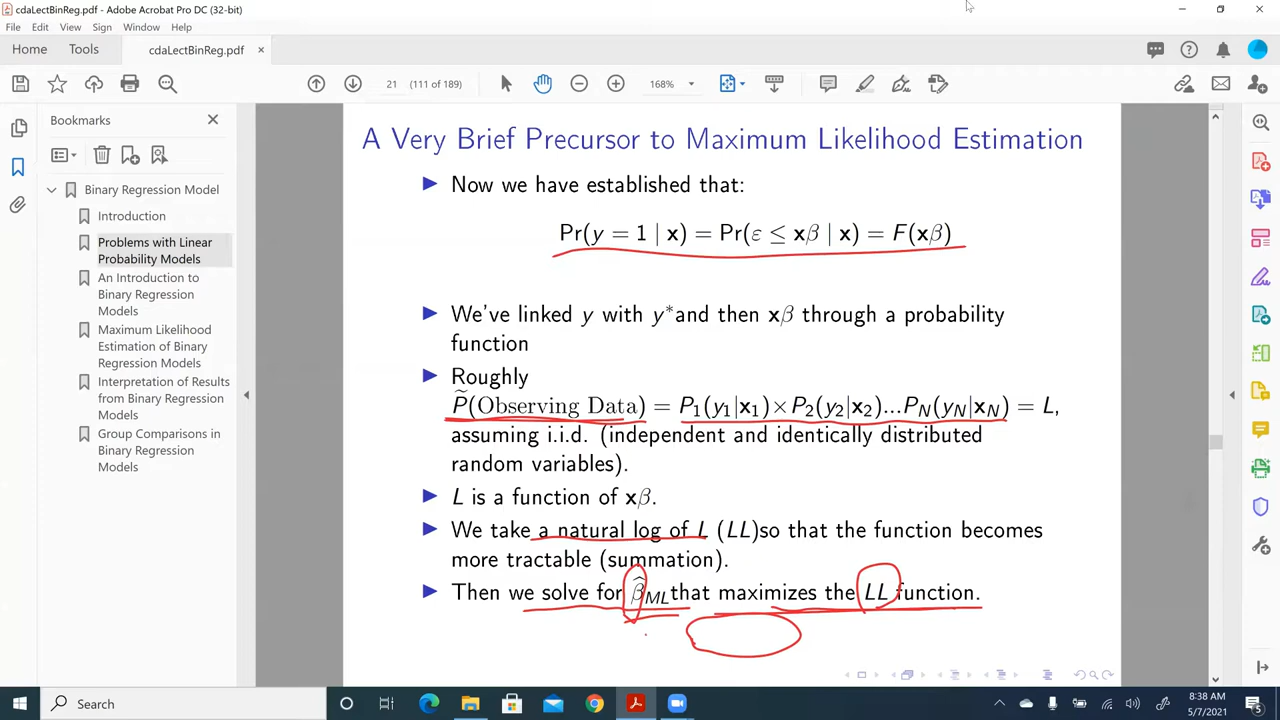 cdaLectBinReg.pdf - Adobe Acrobat Pro DC (32-bit)
File Edit View Sign Window Help
Home Tools cdaLectBinReg.pdf ×
21 (111 of 189) 168%
Bookmarks
Binary Regression Model
Introduction
Problems with Linear
Probability Models
An Introduction to
Binary Regression
Models
Maximum Likelihood
Estimation of Binary
Regression Models
Interpretation of Results
from Binary Regression
Models
Group Comparisons in
Binary Regression
Models
A Very Brief Precursor to Maximum Likelihood Estimation
Now we have established that:
Pr(y = 1 | x) = Pr(ε ≤ xβ | x) = F(xβ)
We've linked y with y* and then xβ through a probability
function
Roughly
P̃(Observing Data) = P₁(y₁|x₁)×P₂(y₂|x₂)...P_N(y_N|x_N) = L,
assuming i.i.d. (independent and identically distributed
random variables).
L is a function of xβ.
We take a natural log of L (LL)so that the function becomes
more tractable (summation).
Then we solve for β̂_ML that maximizes the LL function.
Search
8:38 AM
5/7/2021
5